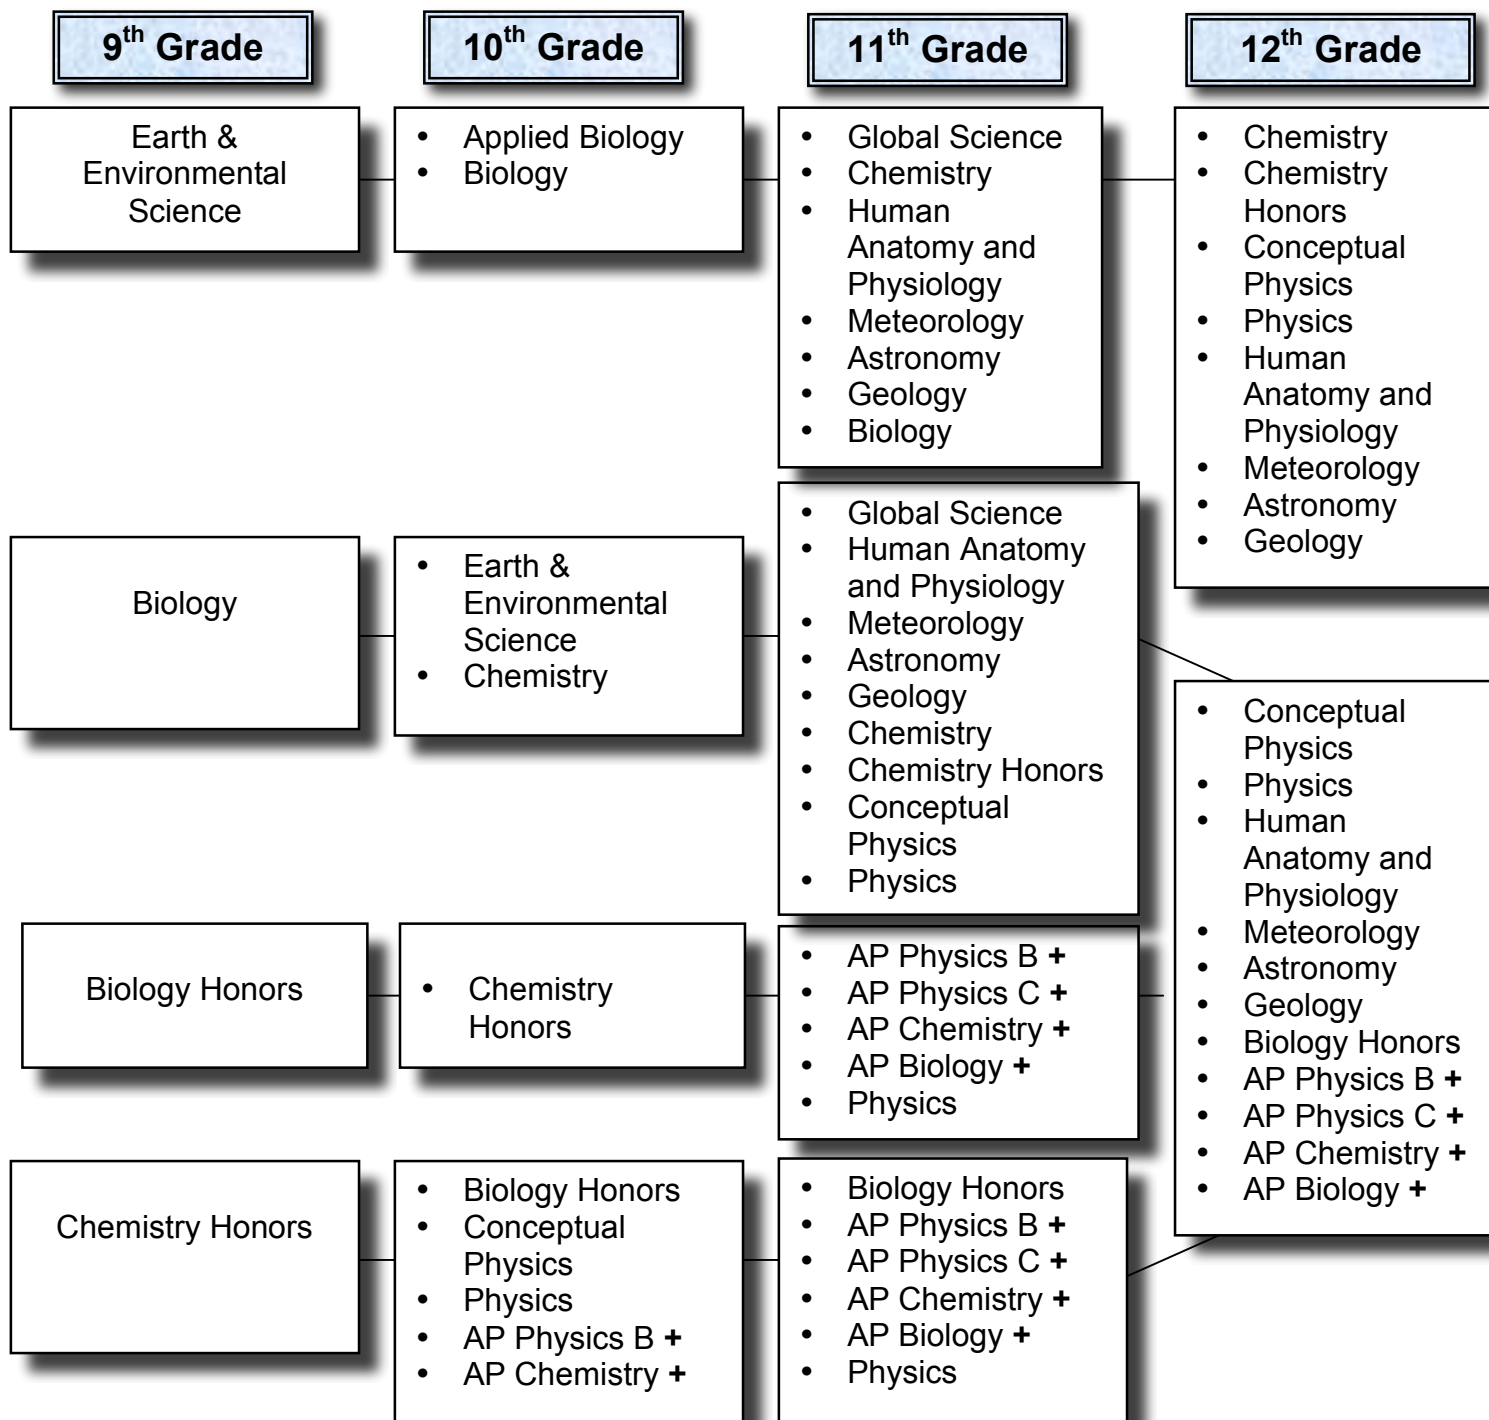 9th Grade
10th Grade
11th Grade
12th Grade
Earth &
Environmental
Science
• Applied Biology
• Biology
• Global Science
• Chemistry
• Human
Anatomy and
Physiology
• Meteorology
• Astronomy
• Geology
• Biology
• Chemistry
• Chemistry
Honors
• Conceptual
Physics
• Physics
• Human
Anatomy and
Physiology
• Meteorology
• Astronomy
• Geology
Biology
• Earth &
Environmental
Science
• Chemistry
• Global Science
• Human Anatomy
and Physiology
• Meteorology
• Astronomy
• Geology
• Chemistry
• Chemistry Honors
• Conceptual
Physics
• Physics
• Conceptual
Physics
• Physics
• Human
Anatomy and
Physiology
• Meteorology
• Astronomy
• Geology
• Biology Honors
• AP Physics B +
• AP Physics C +
• AP Chemistry +
• AP Biology +
Biology Honors
• Chemistry
Honors
• AP Physics B +
• AP Physics C +
• AP Chemistry +
• AP Biology +
• Physics
Chemistry Honors
• Biology Honors
• Conceptual
Physics
• Physics
• AP Physics B +
• AP Chemistry +
• Biology Honors
• AP Physics B +
• AP Physics C +
• AP Chemistry +
• AP Biology +
• Physics